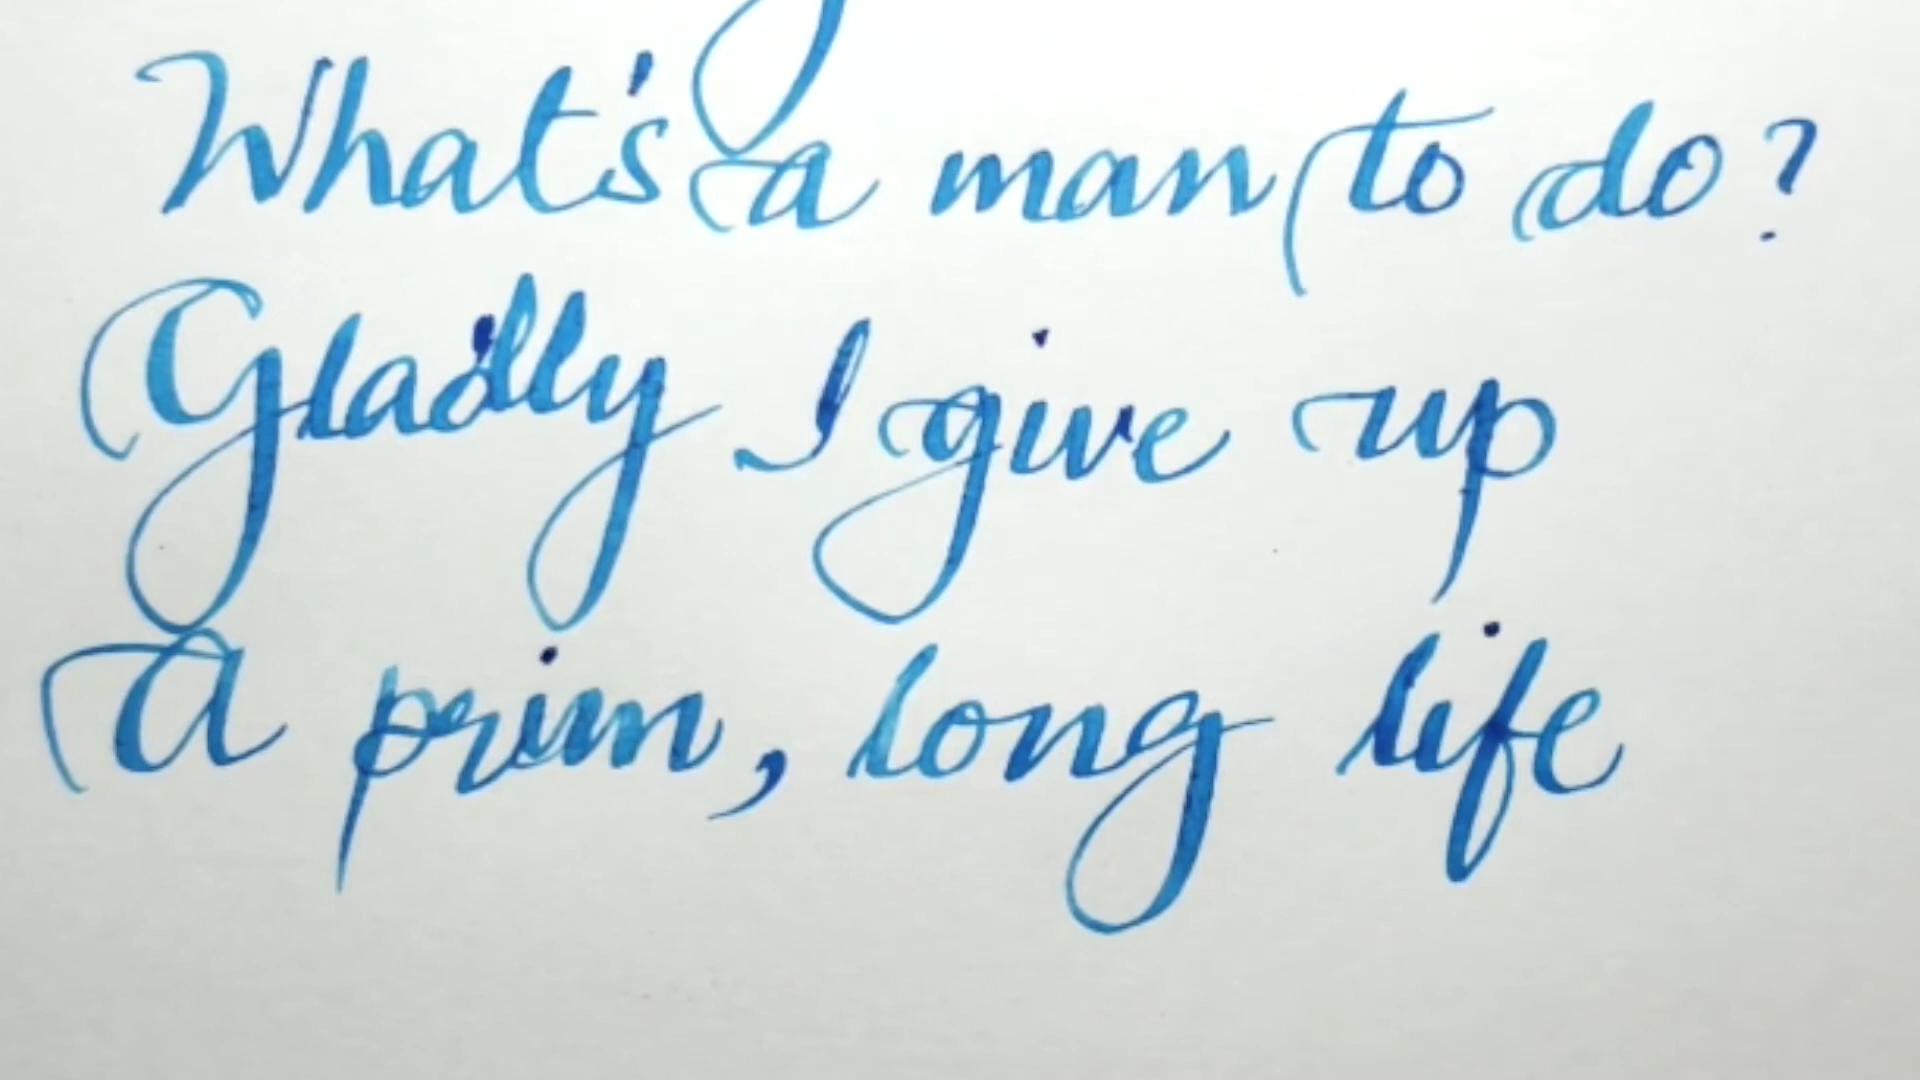 What's a man to do?
Gladly I give up
a prim, long life